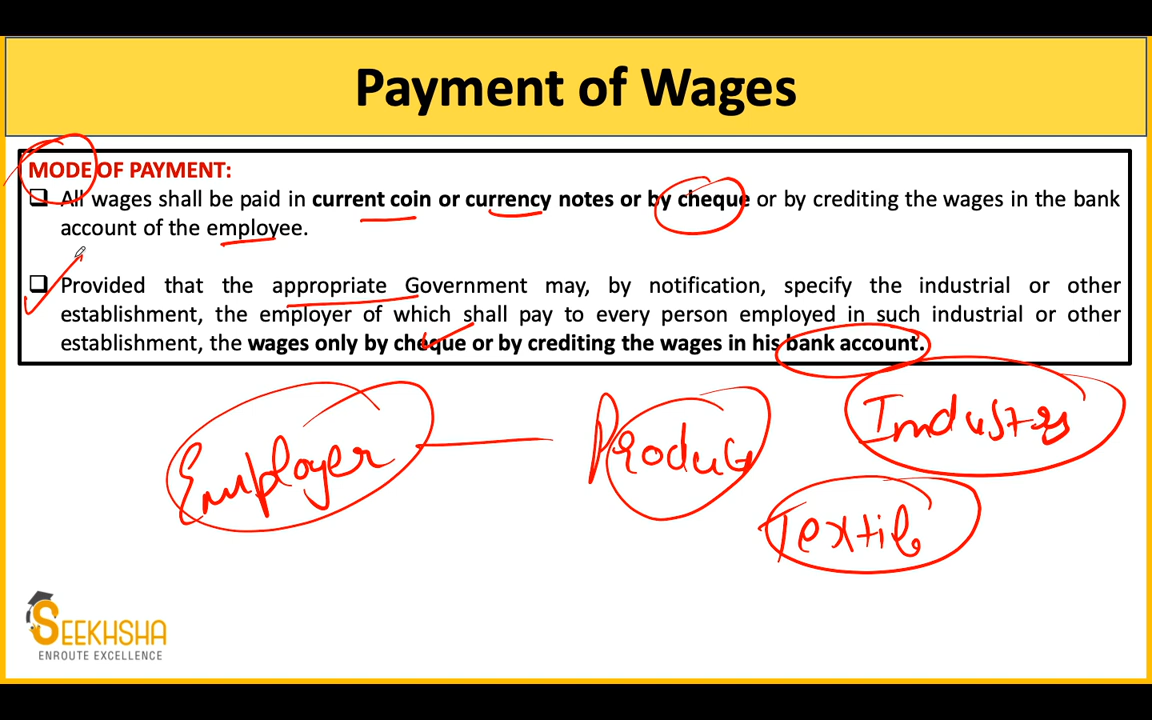 Payment of Wages
MODE OF PAYMENT:
❑ All wages shall be paid in current coin or currency notes or by cheque or by crediting the wages in the bank
account of the employee.
❑ Provided that the appropriate Government may, by notification, specify the industrial or other
establishment, the employer of which shall pay to every person employed in such industrial or other
establishment, the wages only by cheque or by crediting the wages in his bank account.
Employer
Industry
SEEKHSHA
ENROUTE EXCELLENCE